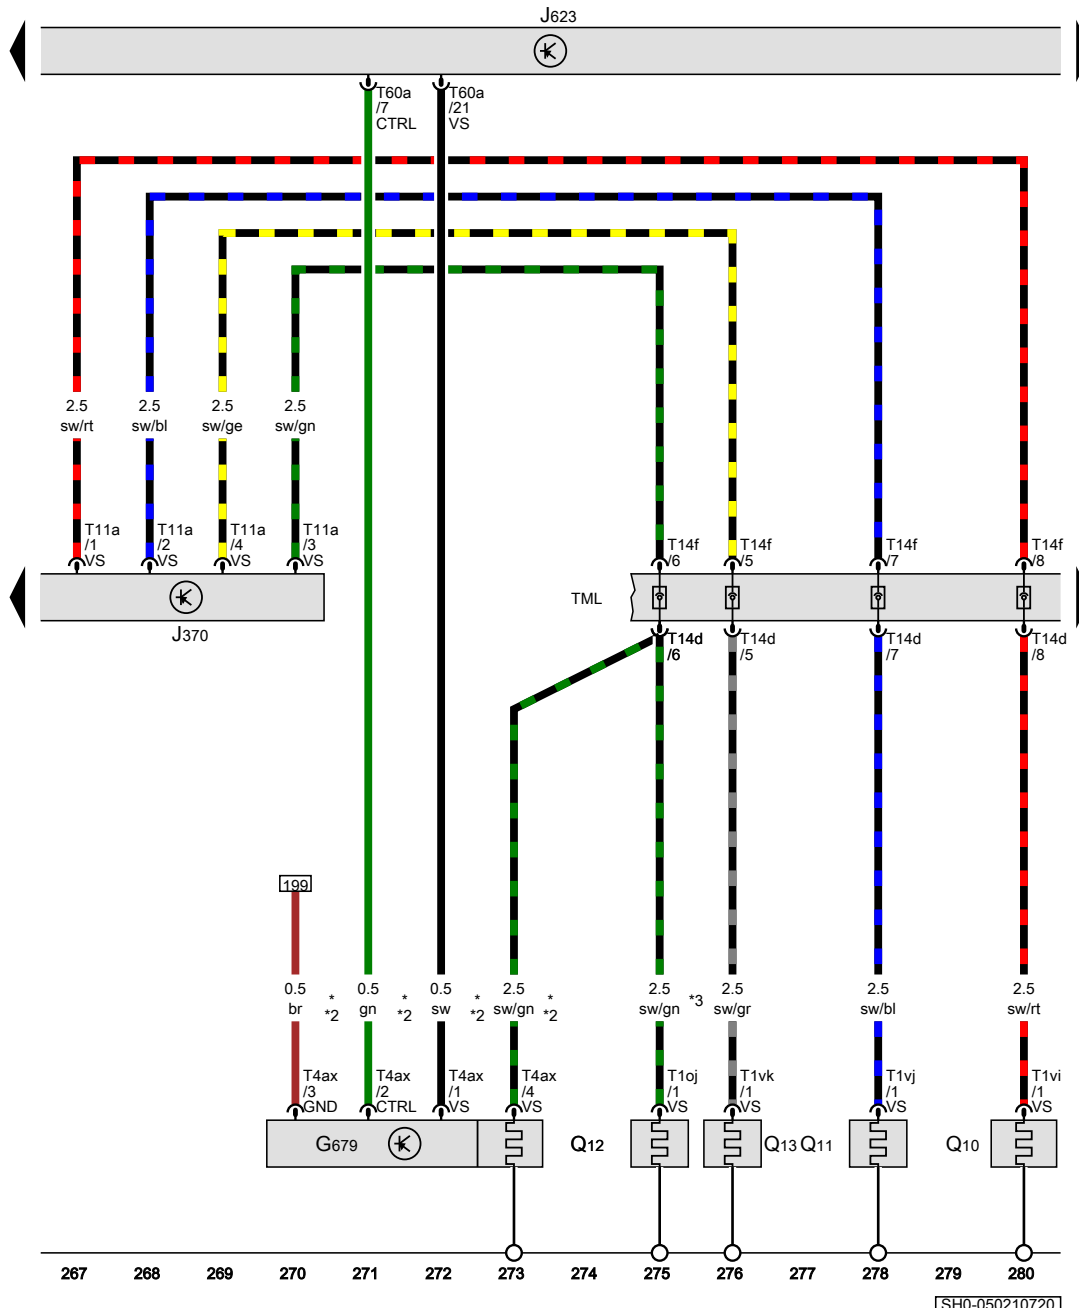 J623
T60a
/7
CTRL
T60a
/21
VS
2.5
sw/rt
2.5
sw/bl
2.5
sw/ge
2.5
sw/gn
T11a
/1
VS
T11a
/2
VS
T11a
/4
VS
T11a
/3
VS
T14f
/6
T14f
/5
T14f
/7
T14f
/8
TML
J370
T14d
/6
T14d
/5
T14d
/7
T14d
/8
199
0.5
br
*
*2
0.5
gn
*
*2
0.5
sw
*
*2
2.5
sw/gn
*
*2
2.5
sw/gn
*3
2.5
sw/gr
2.5
sw/bl
2.5
sw/rt
T4ax
/3
GND
T4ax
/2
CTRL
T4ax
/1
VS
T4ax
/4
VS
T1oj
/1
VS
T1vk
/1
VS
T1vj
/1
VS
T1vi
/1
VS
G679
Q12
Q13
Q11
Q10
267 268 269 270 271 272 273 274 275 276 277 278 279 280
SH0-050210720